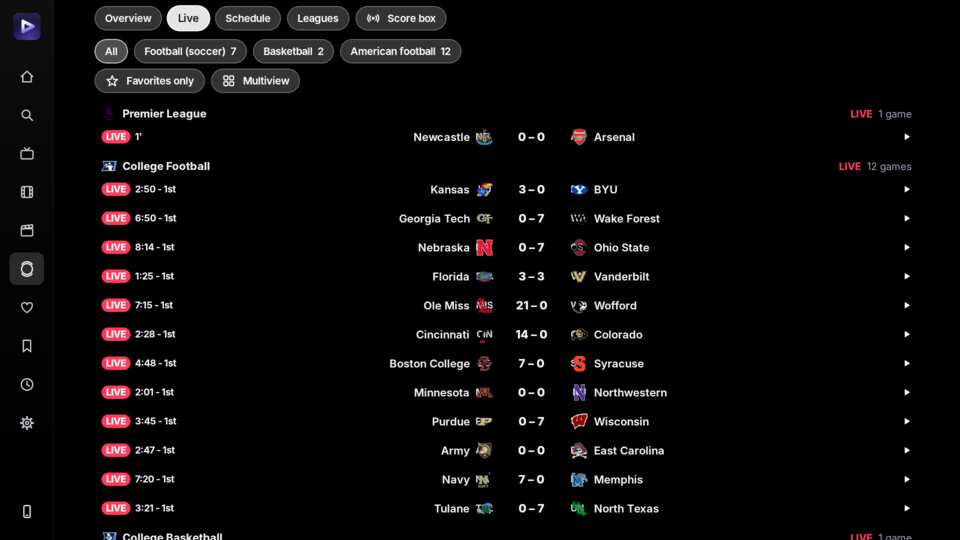 Overview Live Schedule Leagues Score box
All Football (soccer) 7 Basketball 2 American football 12
Favorites only Multiview
Premier League LIVE 1 game
LIVE 1' Newcastle 0 – 0 Arsenal
College Football LIVE 12 games
LIVE 2:50 - 1st Kansas 3 – 0 BYU
LIVE 6:50 - 1st Georgia Tech 0 – 7 Wake Forest
LIVE 8:14 - 1st Nebraska 0 – 7 Ohio State
LIVE 1:25 - 1st Florida 3 – 3 Vanderbilt
LIVE 7:15 - 1st Ole Miss 21 – 0 Wofford
LIVE 2:28 - 1st Cincinnati 14 – 0 Colorado
LIVE 4:48 - 1st Boston College 7 – 0 Syracuse
LIVE 2:01 - 1st Minnesota 0 – 0 Northwestern
LIVE 3:45 - 1st Purdue 0 – 7 Wisconsin
LIVE 2:47 - 1st Army 0 – 0 East Carolina
LIVE 7:20 - 1st Navy 7 – 0 Memphis
LIVE 3:21 - 1st Tulane 0 – 7 North Texas
College Basketball LIVE 1 game